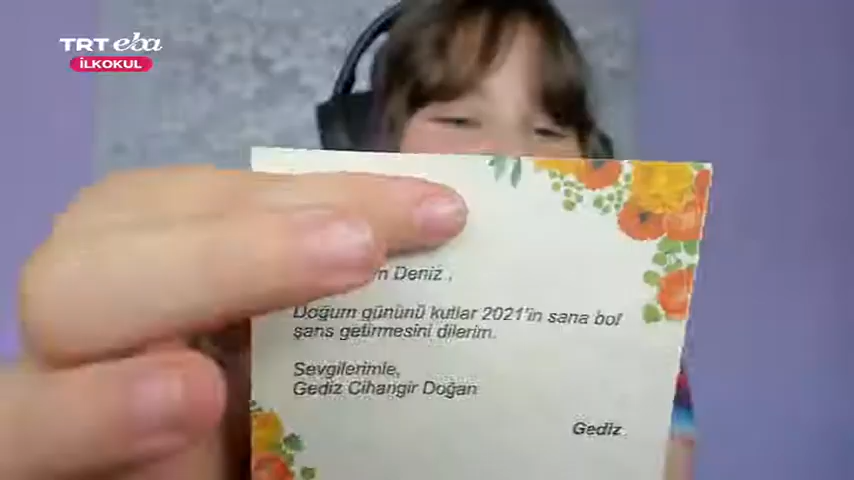 TRT eba
İLKOKUL
Deniz,
Doğum gününü kutlar 2021'in sana bol
şans getirmesini dilerim.
Sevgilerimle,
Gediz Cihangir Doğan
Gediz